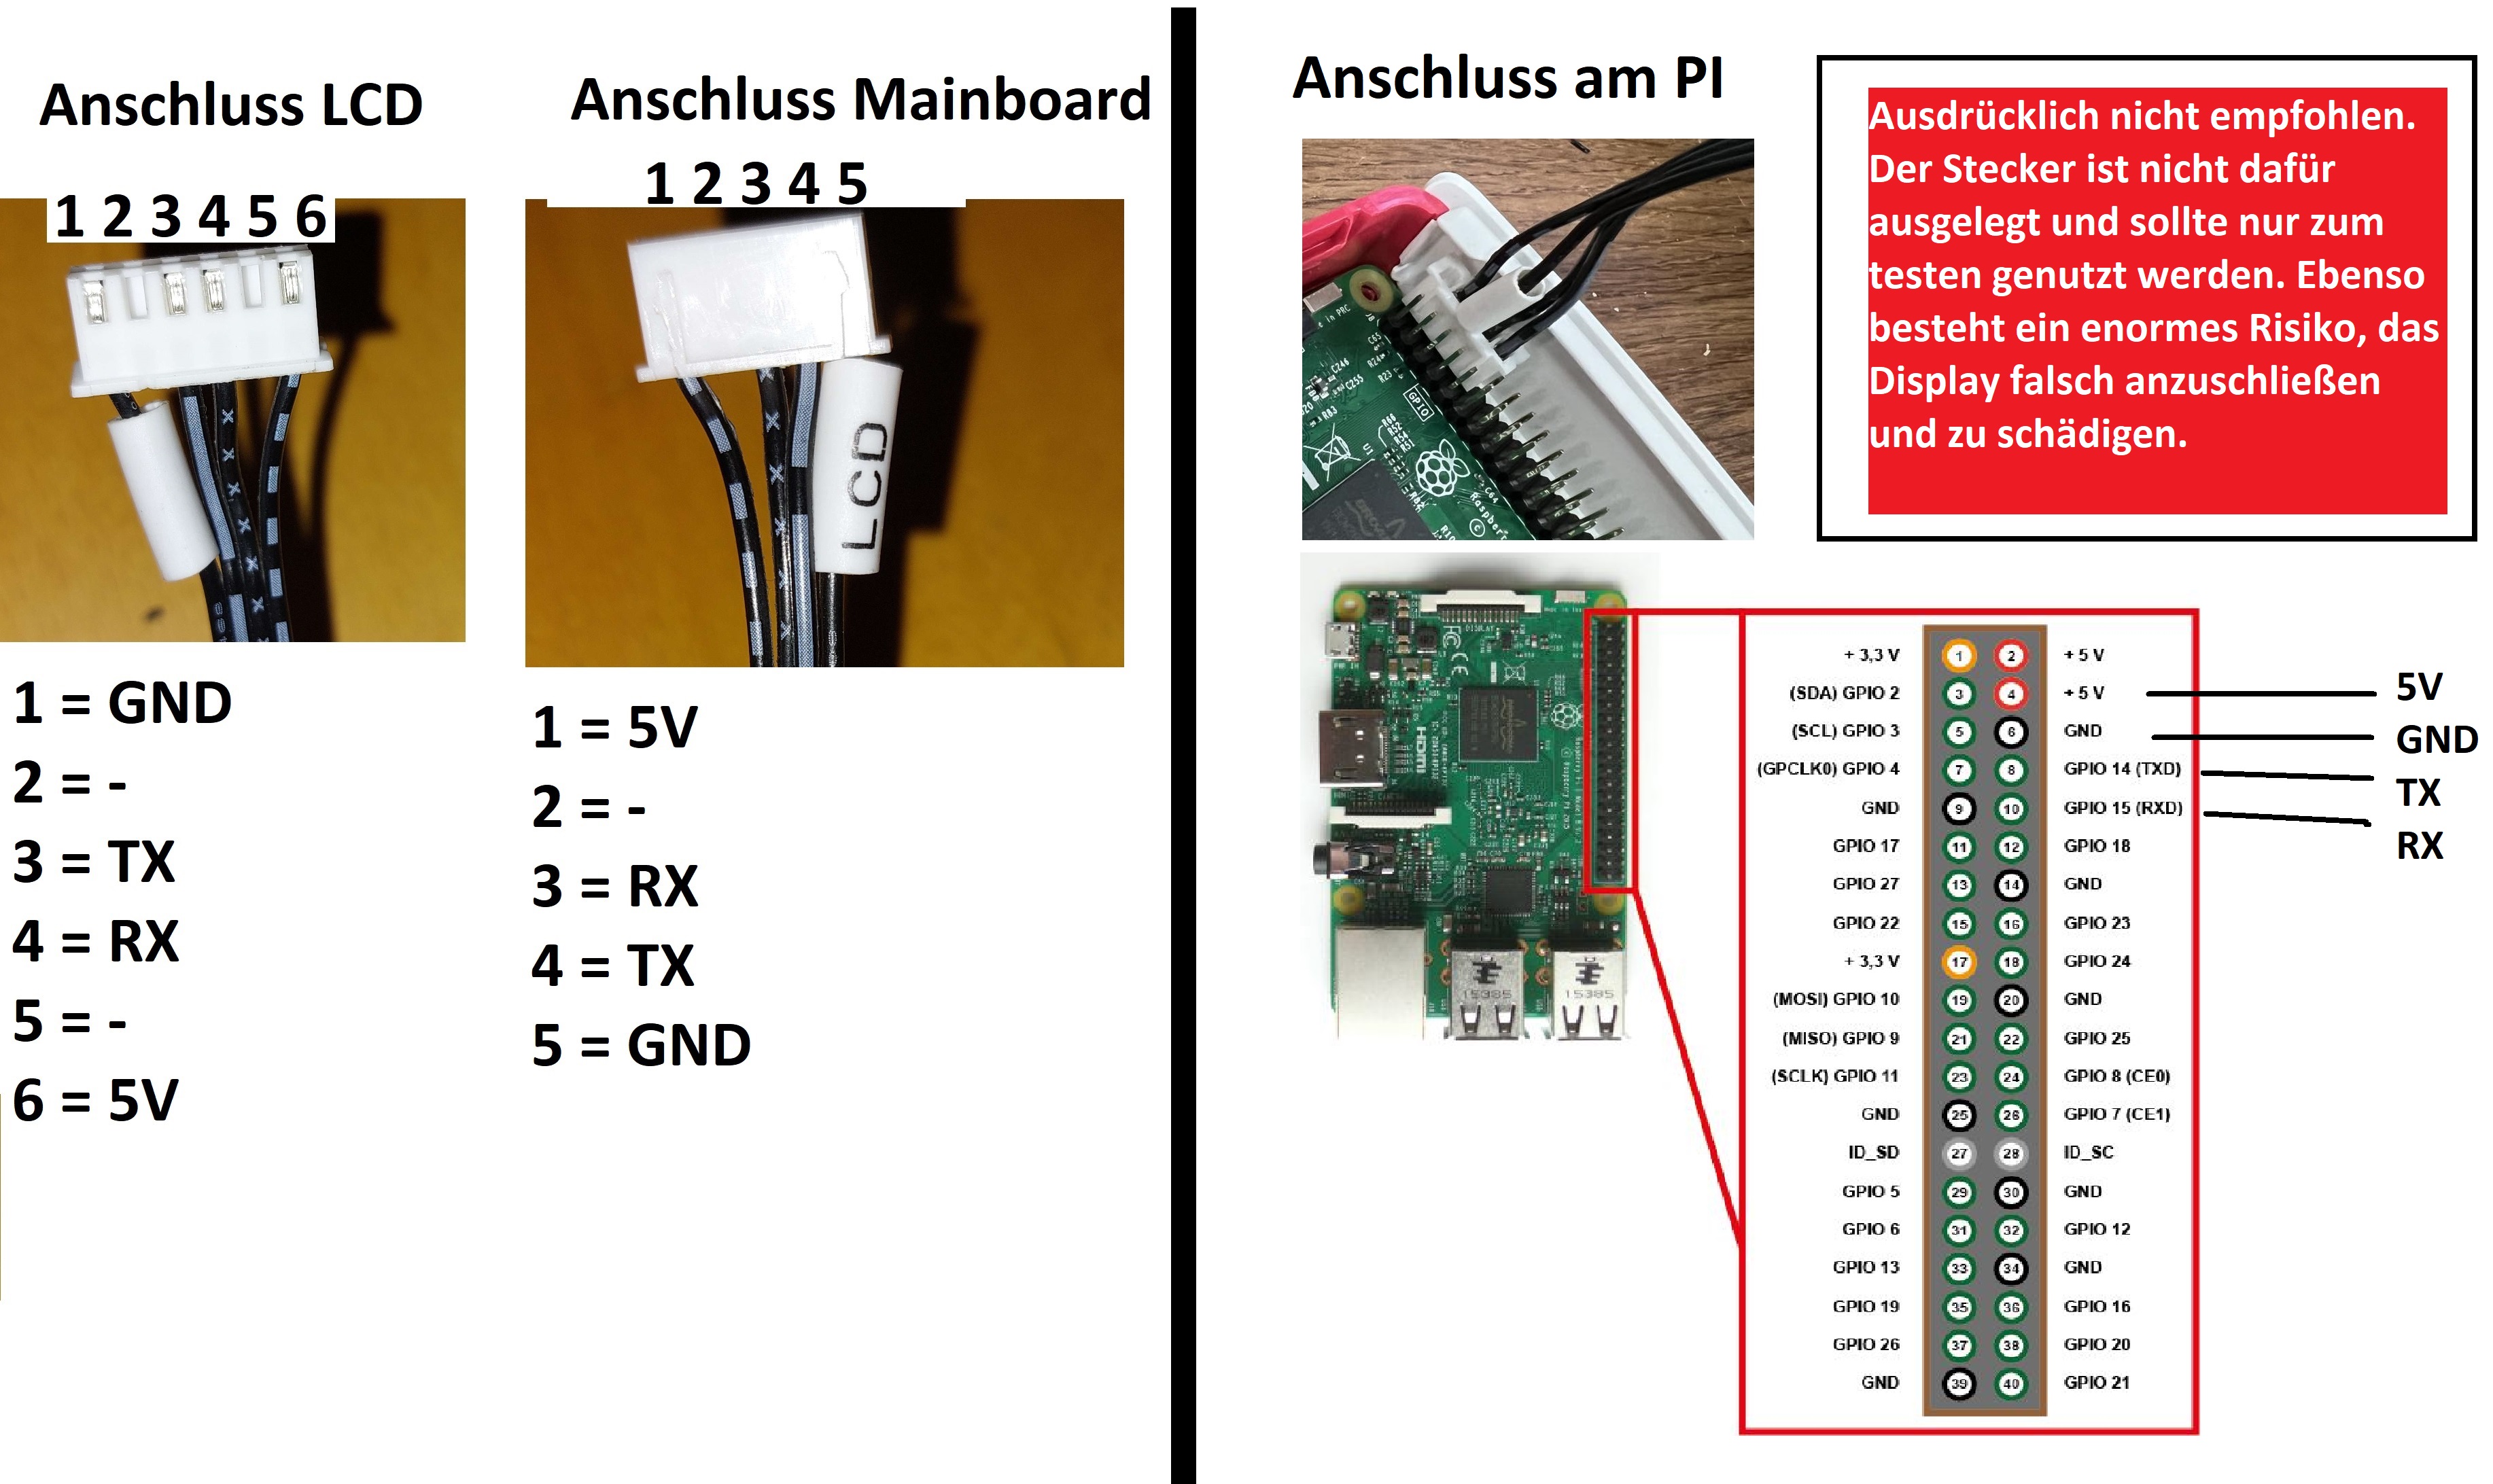 Anschluss LCD
1 2 3 4 5 6
1 = GND
2 = -
3 = TX
4 = RX
5 = -
6 = 5V
Anschluss Mainboard
1 2 3 4 5
LCD
1 = 5V
2 = -
3 = RX
4 = TX
5 = GND
Anschluss am PI
GPIO
C246
C255
R83
R23
C64
Ausdrücklich nicht empfohlen.
Der Stecker ist nicht dafür
ausgelegt und sollte nur zum
testen genutzt werden. Ebenso
besteht ein enormes Risiko, das
Display falsch anzuschließen
und zu schädigen.
HDMI
15385
15385
+ 3,3 V 1 2 + 5 V
(SDA) GPIO 2 3 4 + 5 V
(SCL) GPIO 3 5 6 GND
(GPCLK0) GPIO 4 7 8 GPIO 14 (TXD)
GND 9 10 GPIO 15 (RXD)
GPIO 17 11 12 GPIO 18
GPIO 27 13 14 GND
GPIO 22 15 16 GPIO 23
+ 3,3 V 17 18 GPIO 24
(MOSI) GPIO 10 19 20 GND
(MISO) GPIO 9 21 22 GPIO 25
(SCLK) GPIO 11 23 24 GPIO 8 (CE0)
GND 25 26 GPIO 7 (CE1)
ID_SD 27 28 ID_SC
GPIO 5 29 30 GND
GPIO 6 31 32 GPIO 12
GPIO 13 33 34 GND
GPIO 19 35 36 GPIO 16
GPIO 26 37 38 GPIO 20
GND 39 40 GPIO 21
5V
GND
TX
RX